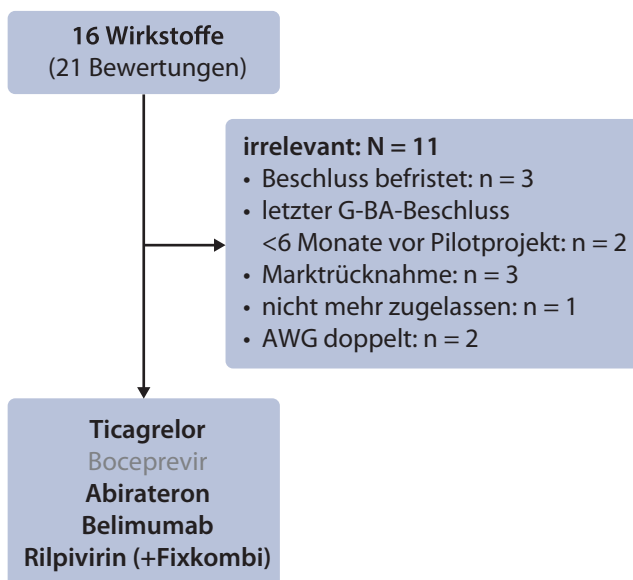 16 Wirkstoffe
(21 Bewertungen)
irrelevant: N = 11
• Beschluss befristet: n = 3
• letzter G-BA-Beschluss
<6 Monate vor Pilotprojekt: n = 2
• Marktrücknahme: n = 3
• nicht mehr zugelassen: n = 1
• AWG doppelt: n = 2
Ticagrelor
Boceprevir
Abirateron
Belimumab
Rilpivirin (+Fixkombi)